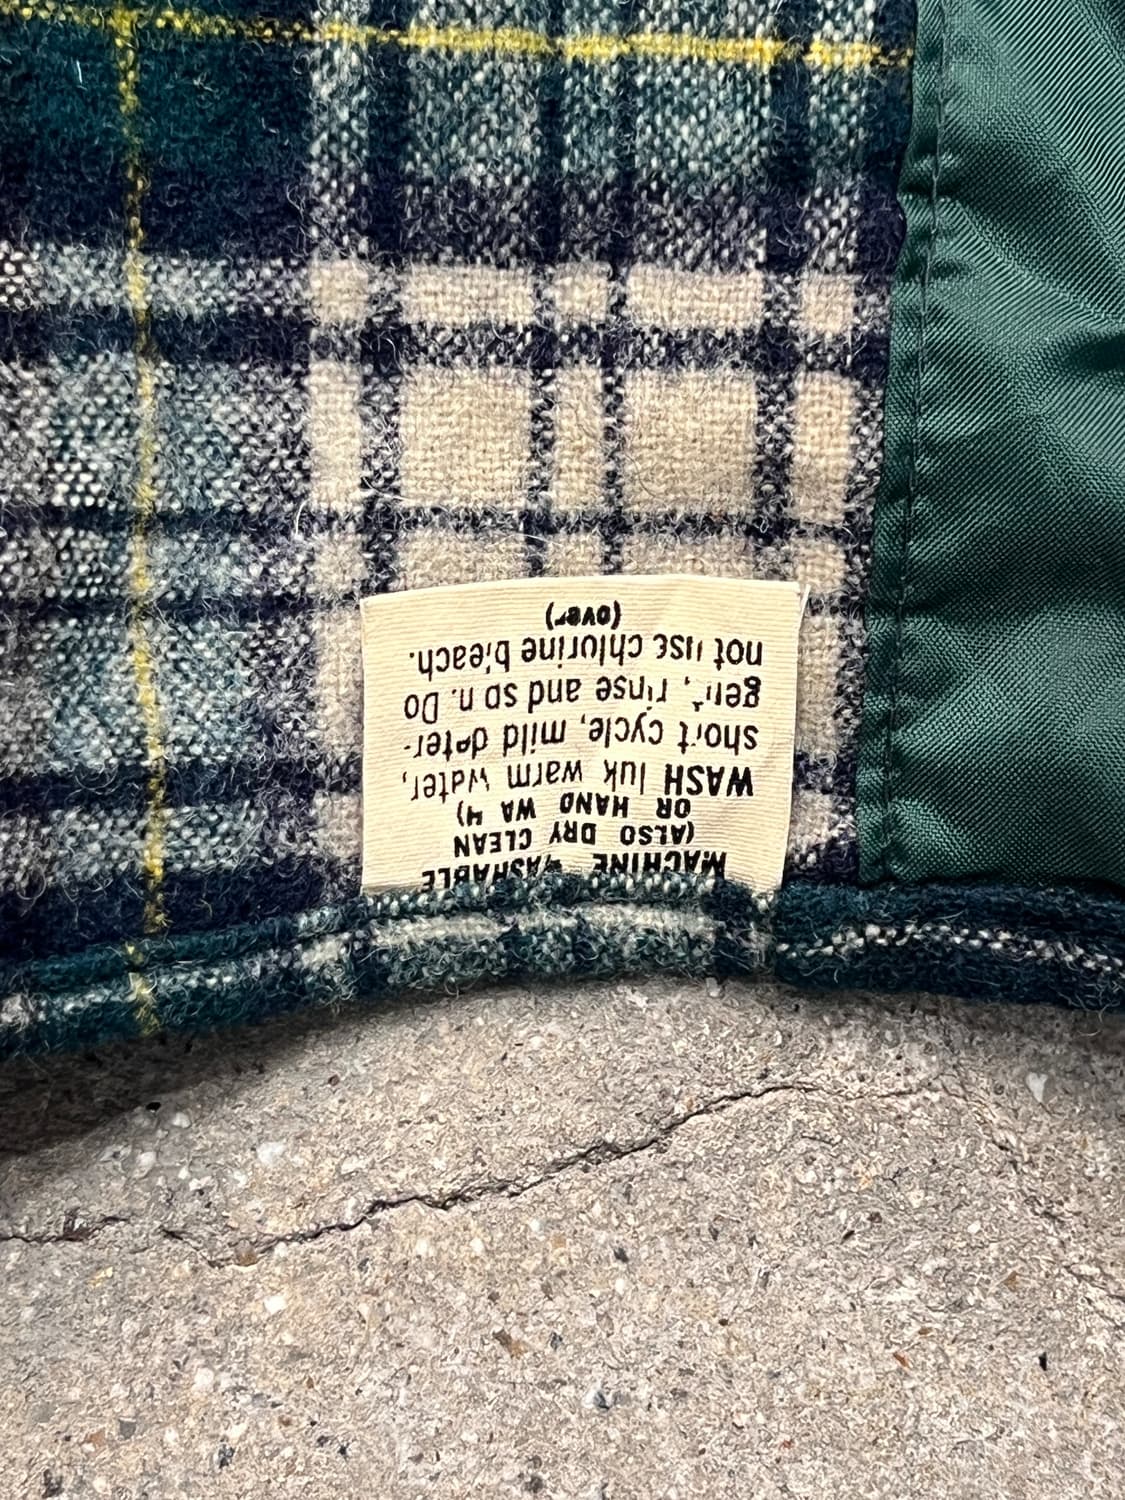 MACHINE WASHABLE
(ALSO DRY CLEAN
OR HAND WA
WASH luk warm water,
short cycle, mild deter-
gent, rinse and spin. Do
not use chlorine bleach.
(over)